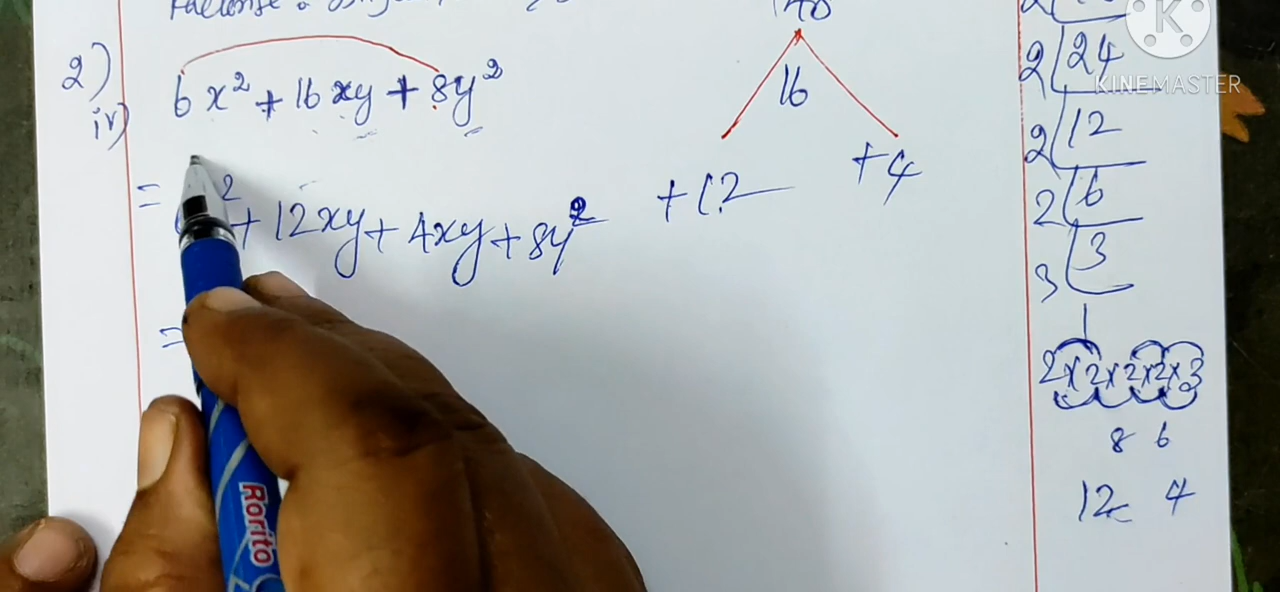 2)
iv)
6x² + 16xy + 8y²
= 6x² + 12xy + 4xy + 8y²
=
48
16
+12 +4
2 24
2 12
2 6
3 3
1
2×2×2×2×3
8 6
12 4
K
KINEMASTER
Rorito